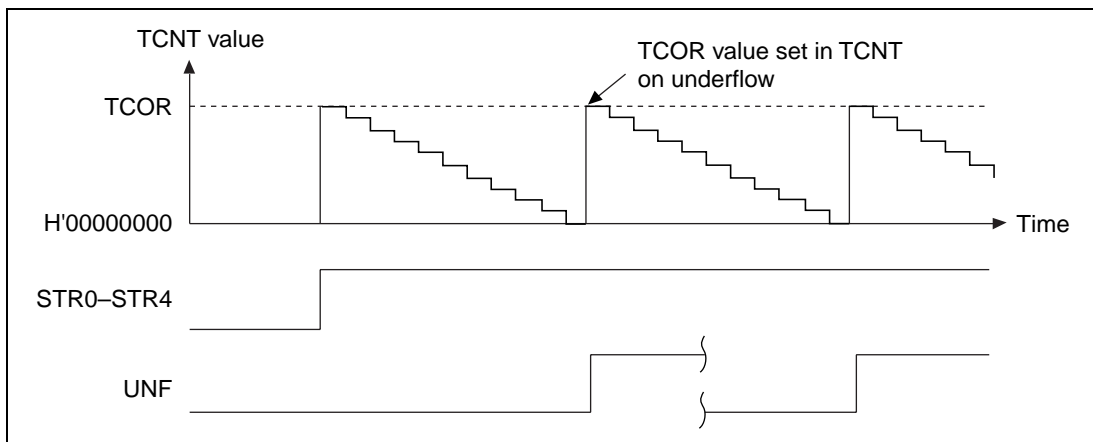 TCNT value
TCOR value set in TCNT
on underflow
TCOR
H'00000000
Time
STR0–STR4
UNF